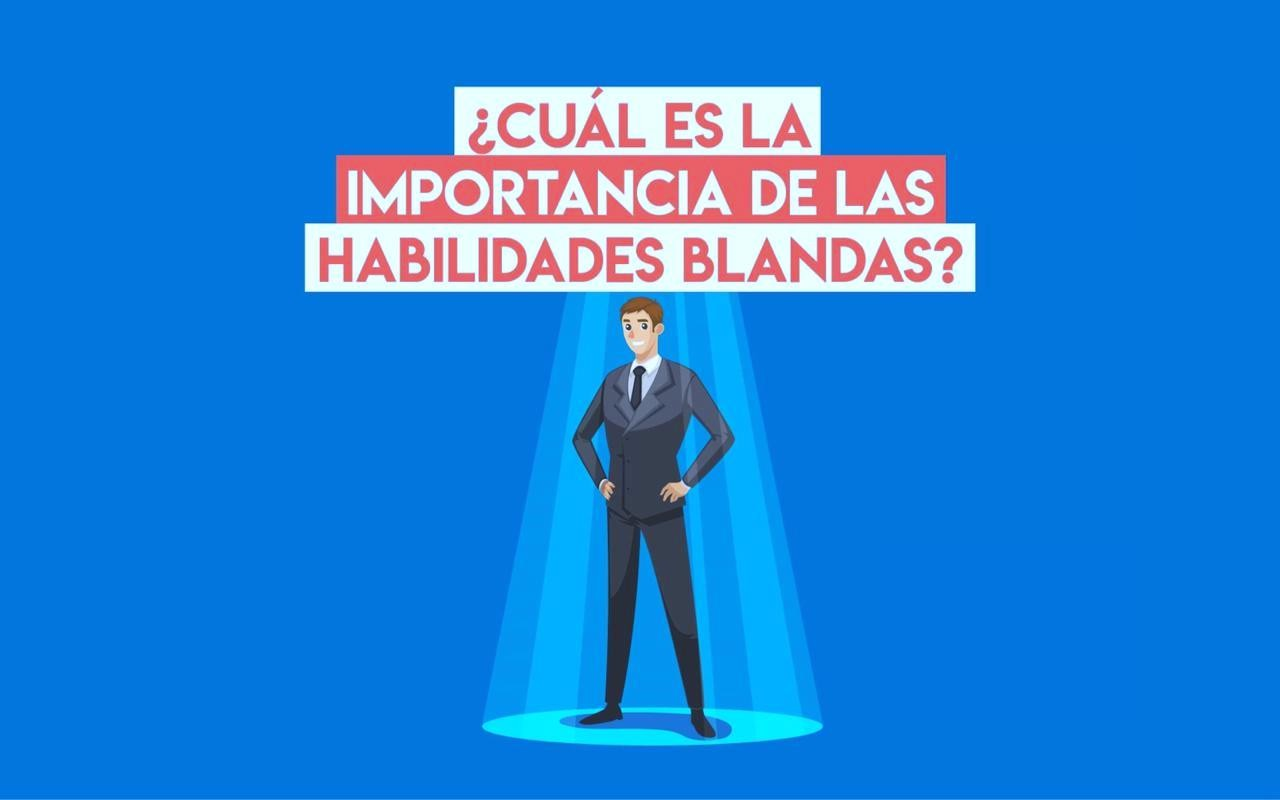 ¿CUÁL ES LA
IMPORTANCIA DE LAS
HABILIDADES BLANDAS?